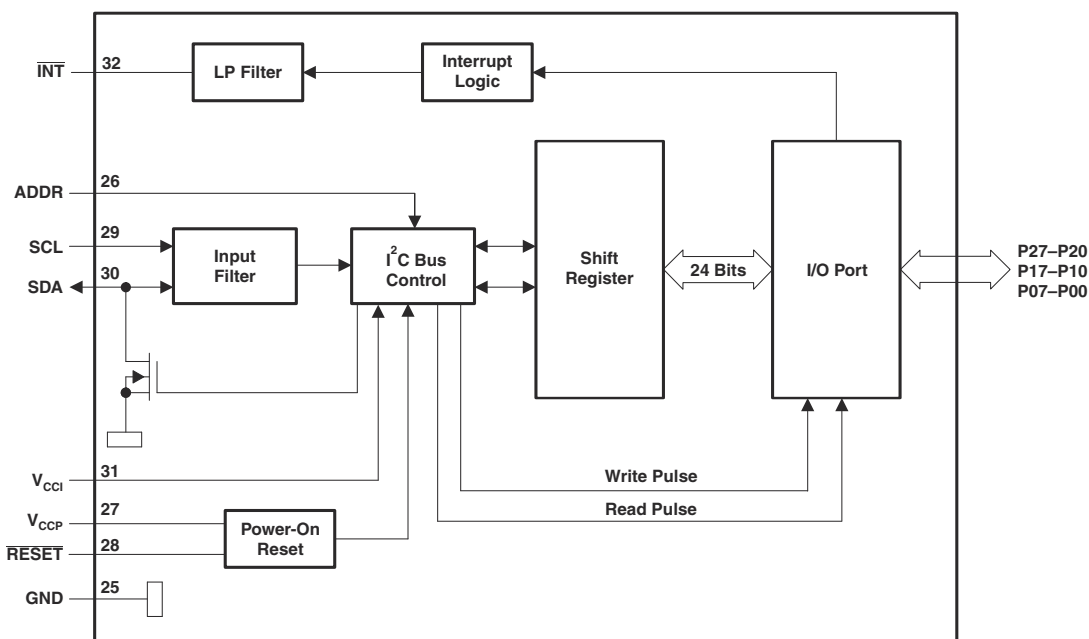 INT
32
LP Filter
Interrupt
Logic
ADDR
26
SCL
29
SDA
30
Input
Filter
I²C Bus
Control
Shift
Register
24 Bits
I/O Port
P27–P20
P17–P10
P07–P00
VCCI
31
Write Pulse
VCCP
27
Read Pulse
RESET
28
Power-On
Reset
GND
25